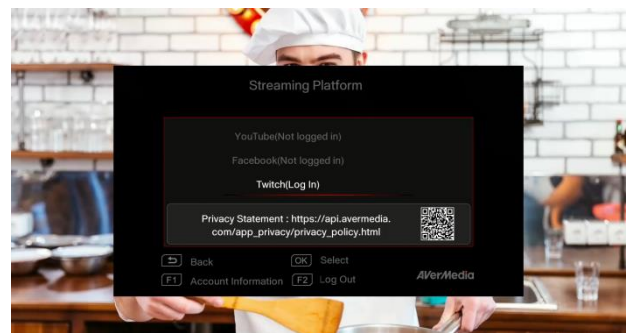 Streaming Platform
YouTube(Not logged in)
Facebook(Not logged in)
Twitch(Log In)
Privacy Statement : https://api.avermedia.
com/app_privacy/privacy_policy.html
Back
OK Select
F1 Account Information F2 Log Out
AVerMedia